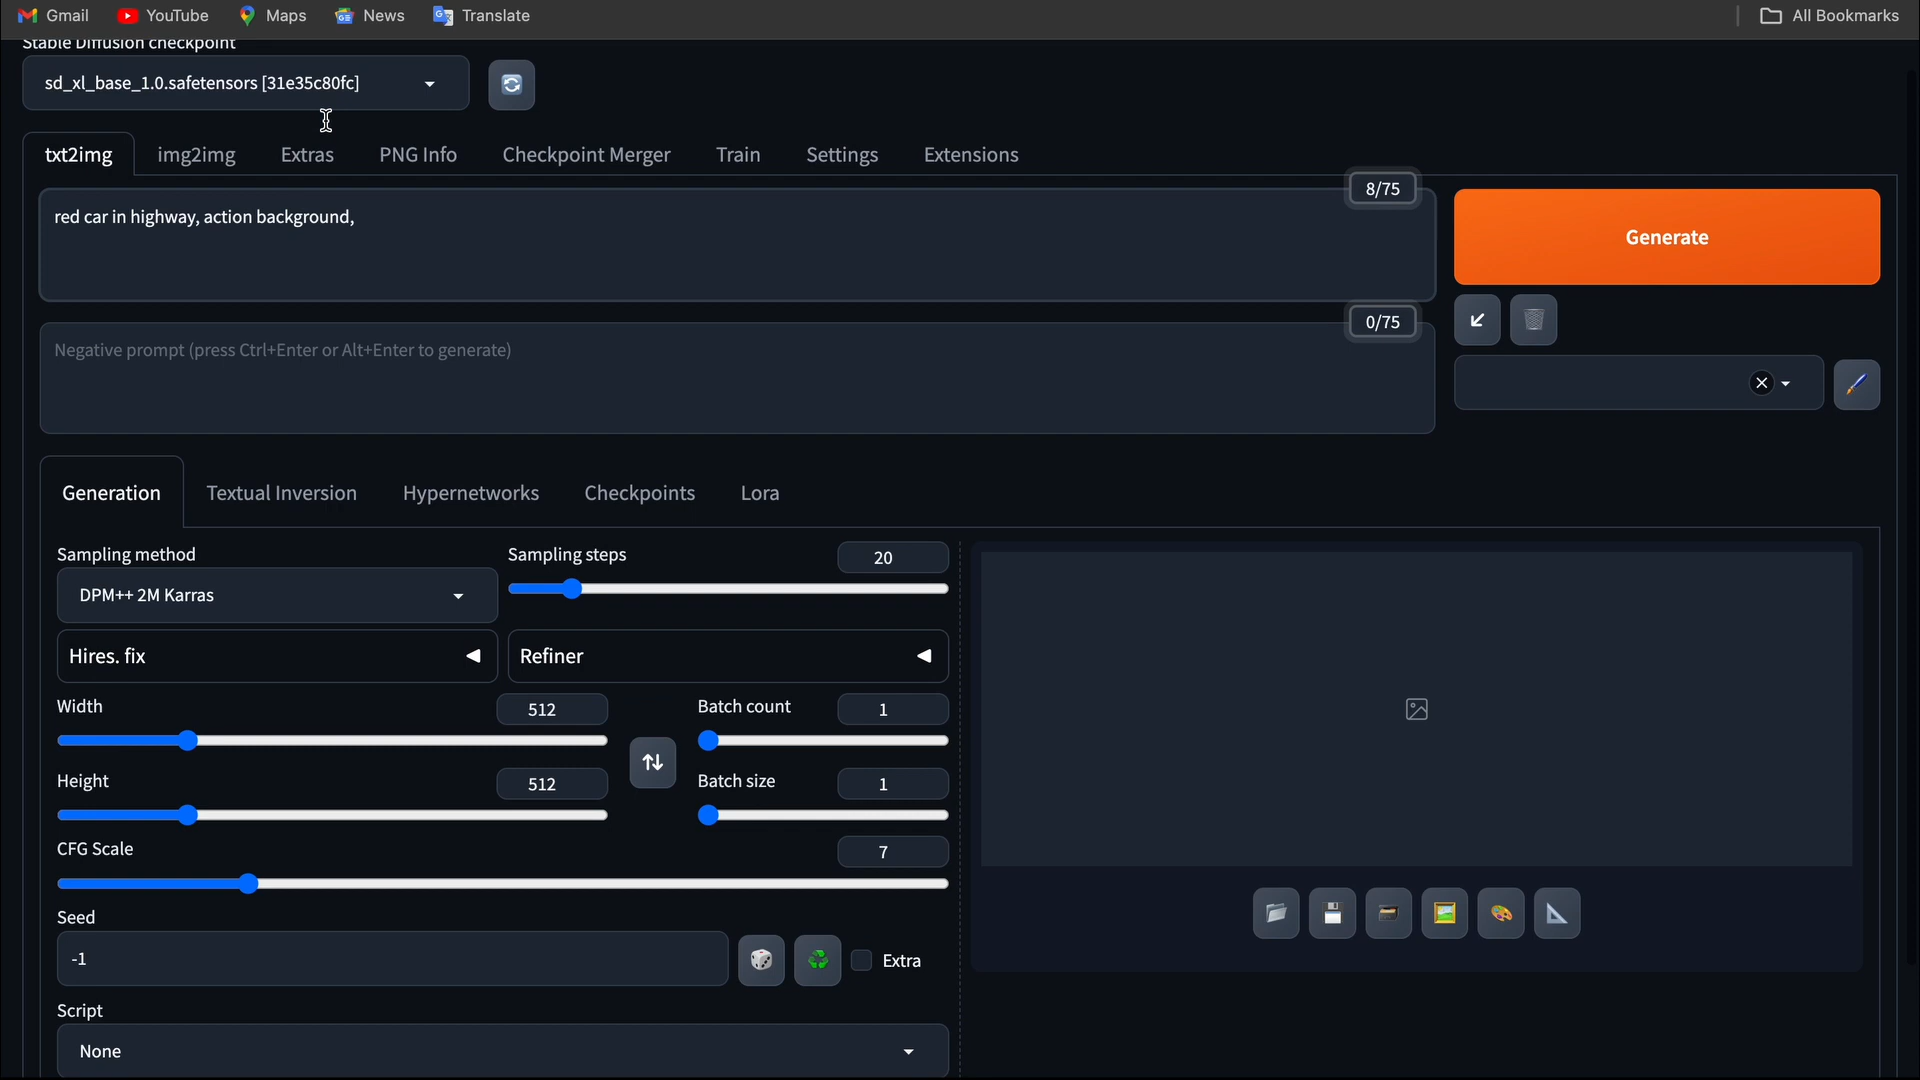 Gmail YouTube Maps News Translate All Bookmarks
Stable Diffusion checkpoint
sd_xl_base_1.0.safetensors [31e35c80fc]
txt2img img2img Extras PNG Info Checkpoint Merger Train Settings Extensions
8/75
red car in highway, action background,
Generate
0/75
Negative prompt (press Ctrl+Enter or Alt+Enter to generate)
Generation Textual Inversion Hypernetworks Checkpoints Lora
Sampling method Sampling steps 20
DPM++ 2M Karras
Hires. fix Refiner
Width 512 Batch count 1
Height 512 Batch size 1
CFG Scale 7
Seed
-1 Extra
Script
None